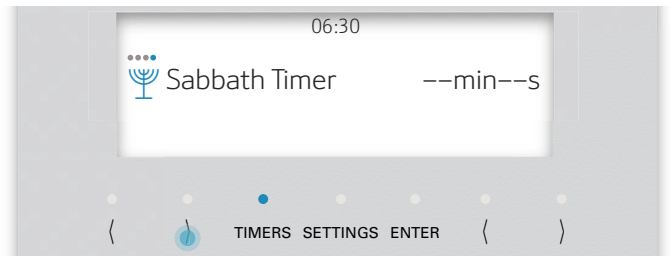 06:30
Sabbath Timer --min--s
⟨ ⟩ TIMERS SETTINGS ENTER ⟨ ⟩